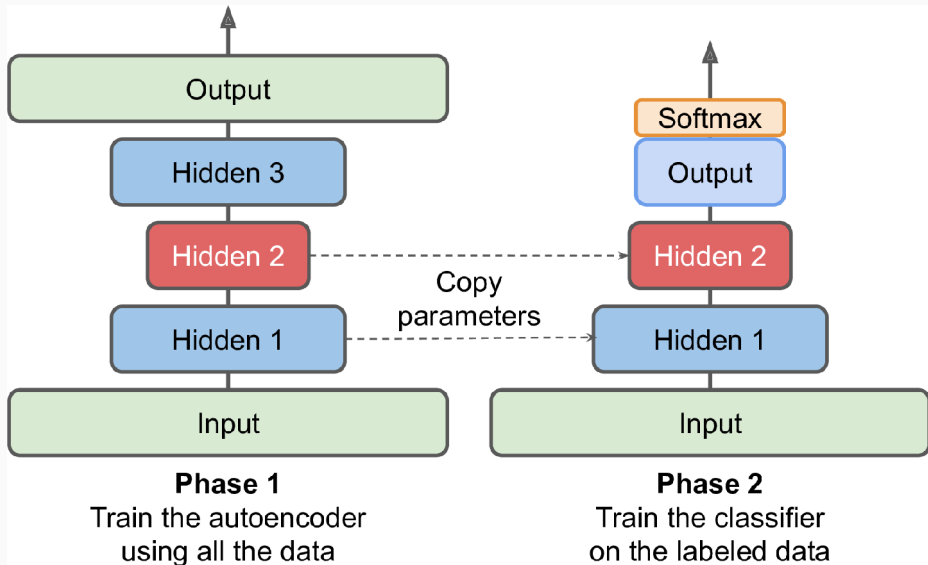 Output
Hidden 3
Hidden 2
Hidden 1
Input
Phase 1
Train the autoencoder
using all the data
Copy
parameters
Softmax
Output
Hidden 2
Hidden 1
Input
Phase 2
Train the classifier
on the labeled data